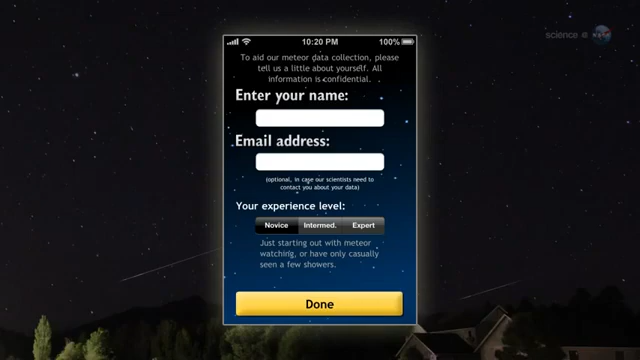 science @
10:20 PM
100%
To aid our meteor data collection, please
tell us a little about yourself. All
information is confidential.
Enter your name:
Email address:
(optional, in case our scientists need to
contact you about your data)
Your experience level:
Novice Intermed. Expert
Just starting out with meteor
watching, or have only casually
seen a few showers.
Done